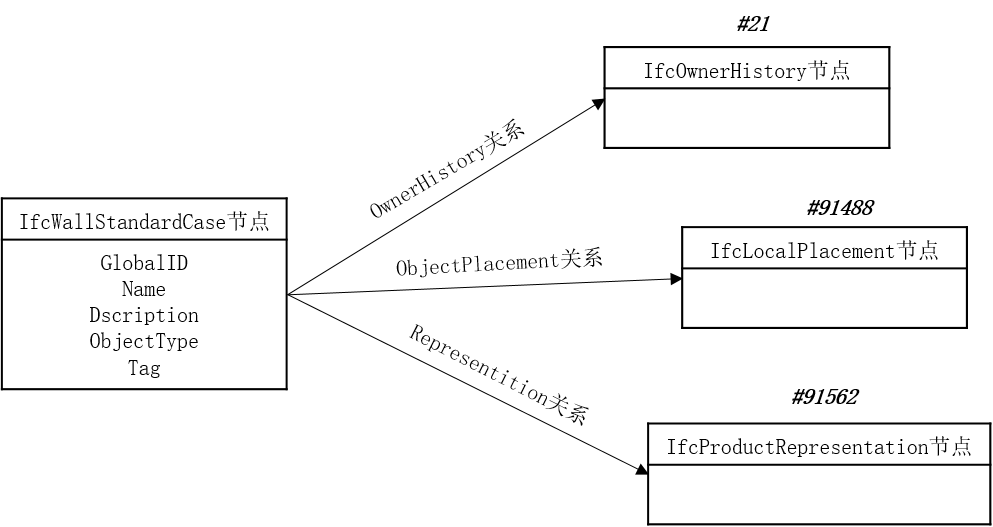 #21
IfcOwnerHistory节点
OwnerHistory关系
IfcWallStandardCase节点
GlobalID
Name
Dscription
ObjectType
Tag
#91488
IfcLocalPlacement节点
ObjectPlacement关系
Representition关系
#91562
IfcProductRepresentation节点